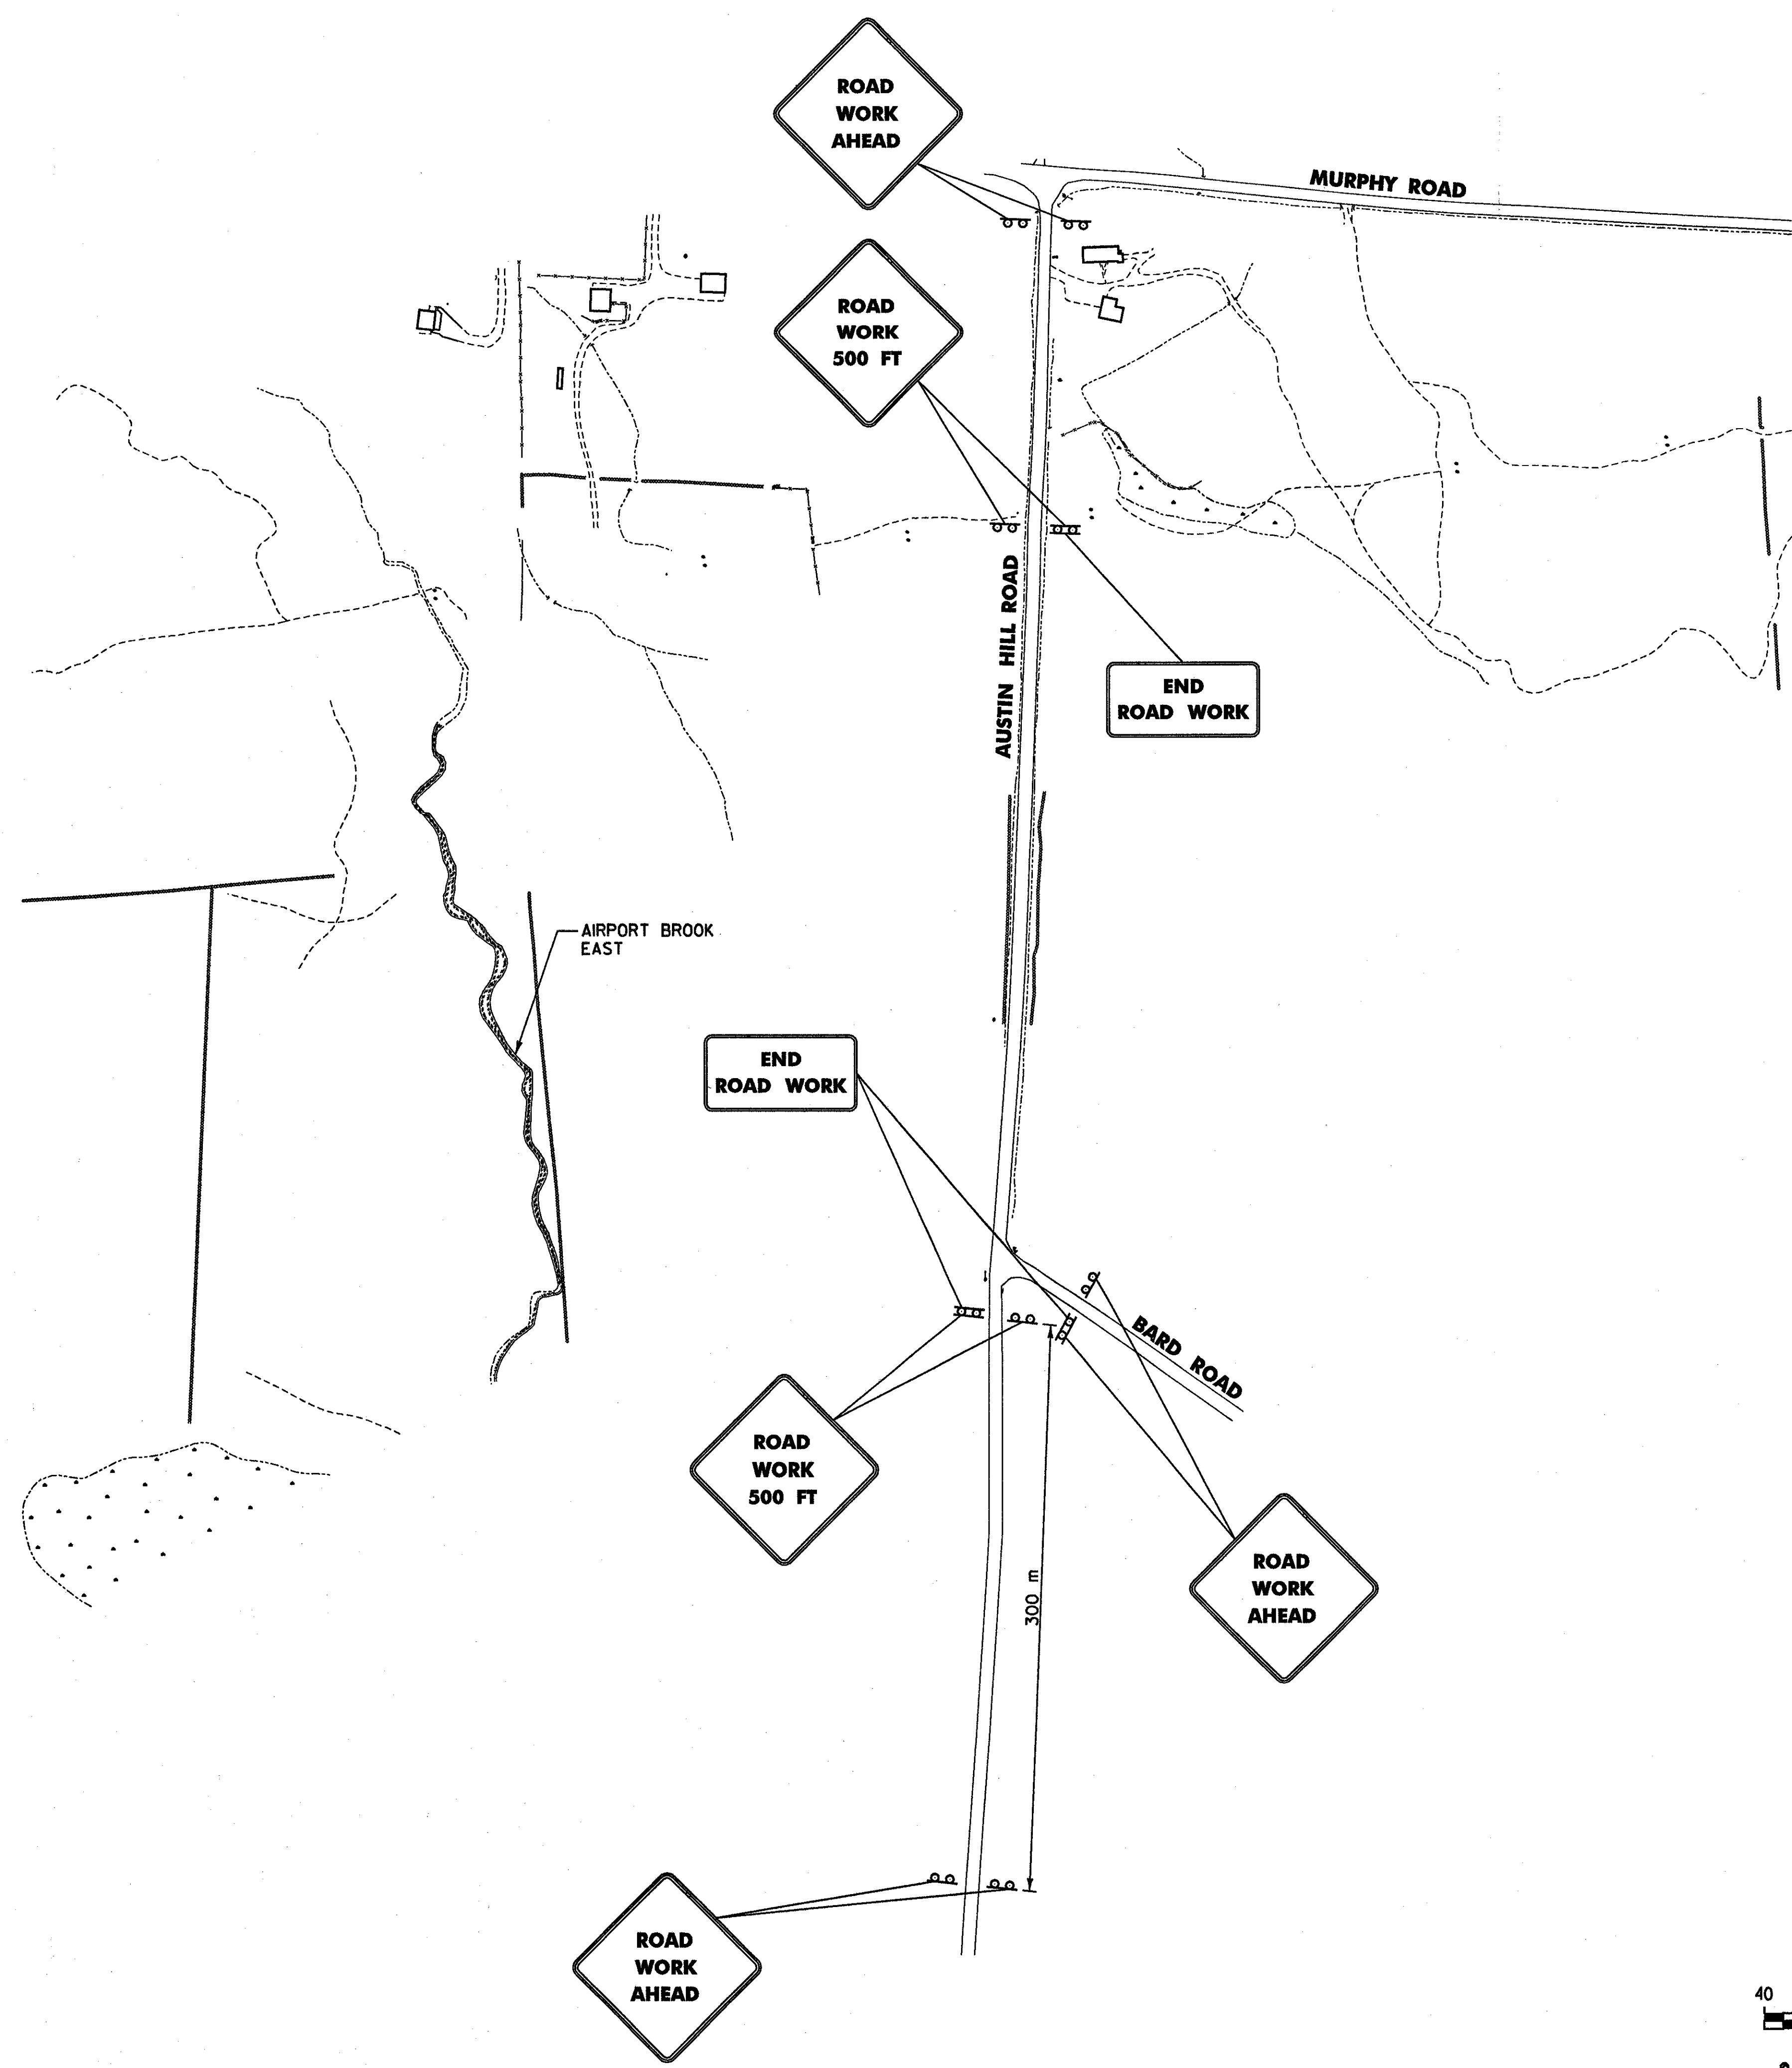 ROAD
WORK
AHEAD
MURPHY ROAD
ROAD
WORK
500 FT
AUSTIN HILL ROAD
END
ROAD WORK
AIRPORT BROOK
EAST
END
ROAD WORK
BARD ROAD
ROAD
WORK
500 FT
ROAD
WORK
AHEAD
300 m
ROAD
WORK
AHEAD
40